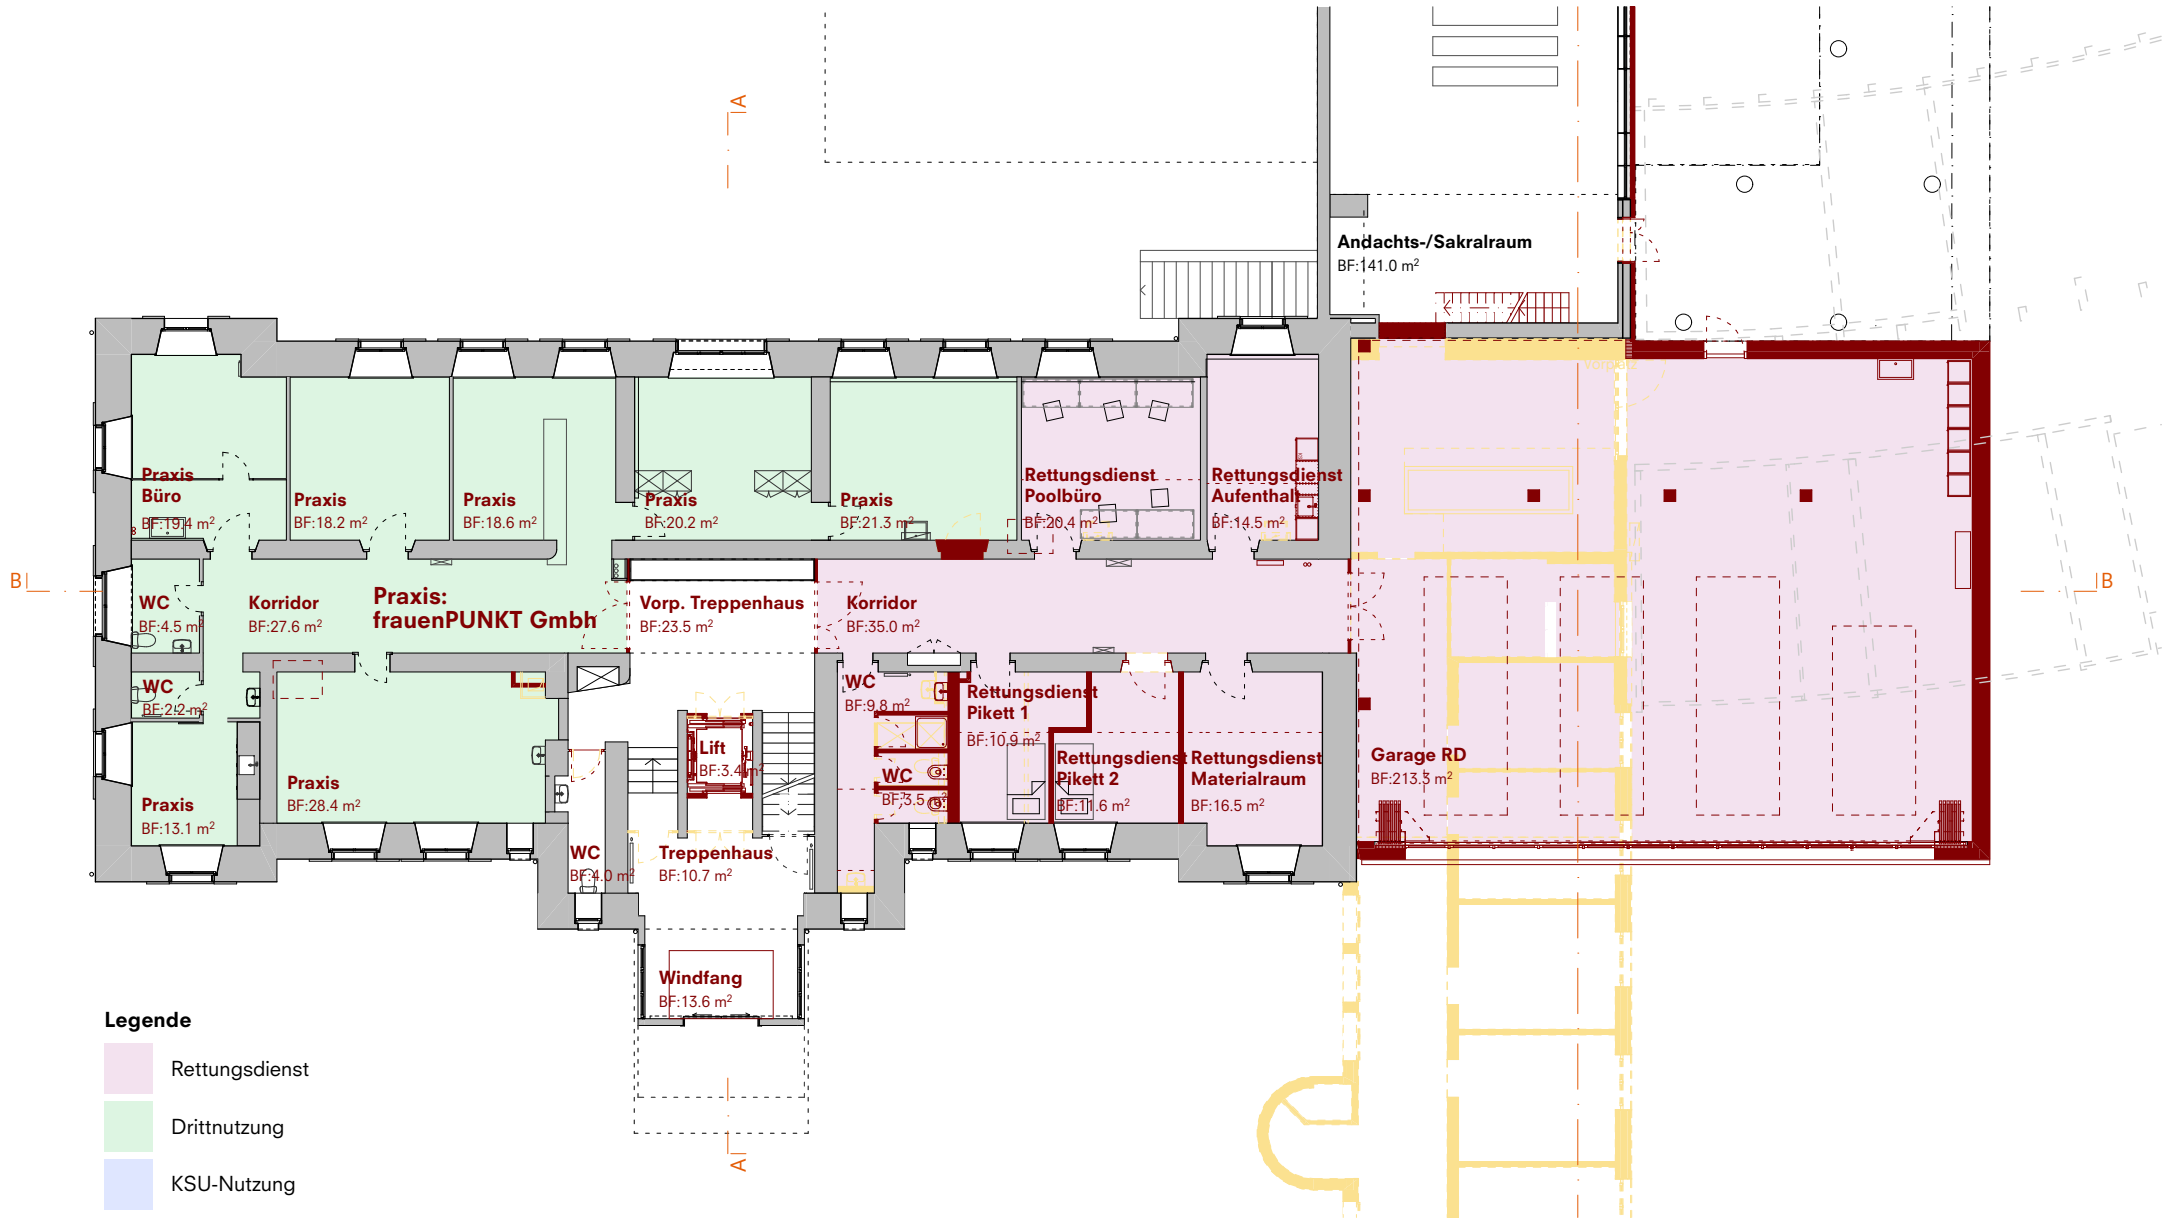 A
Andachts-/Sakralraum
BF:141.0 m²
Vorplatz
Praxis
Büro
BF:19.4 m²
Praxis
BF:18.2 m²
Praxis
BF:18.6 m²
Praxis
BF:20.2 m²
Praxis
BF:21.3 m²
Rettungsdienst
Poolbüro
BF:20.4 m²
Rettungsdienst
Aufenthalt
BF:14.5 m²
B
B
WC
BF:4.5 m²
Korridor
BF:27.6 m²
Praxis:
frauenPUNKT Gmbh
Vorp. Treppenhaus
BF:23.5 m²
Korridor
BF:35.0 m²
WC
BF:2.2 m²
WC
BF:9.8 m²
Rettungsdienst
Pikett 1
BF:10.9 m²
Lift
BF:3.4 m²
Rettungsdienst
Pikett 2
BF:11.6 m²
Rettungsdienst
Materialraum
BF:16.5 m²
Garage RD
BF:213.3 m²
WC
BF:3.5 m²
Praxis
BF:28.4 m²
Praxis
BF:13.1 m²
WC
BF:4.0 m²
Treppenhaus
BF:10.7 m²
Windfang
BF:13.6 m²
A
Legende
Rettungsdienst
Drittnutzung
KSU-Nutzung